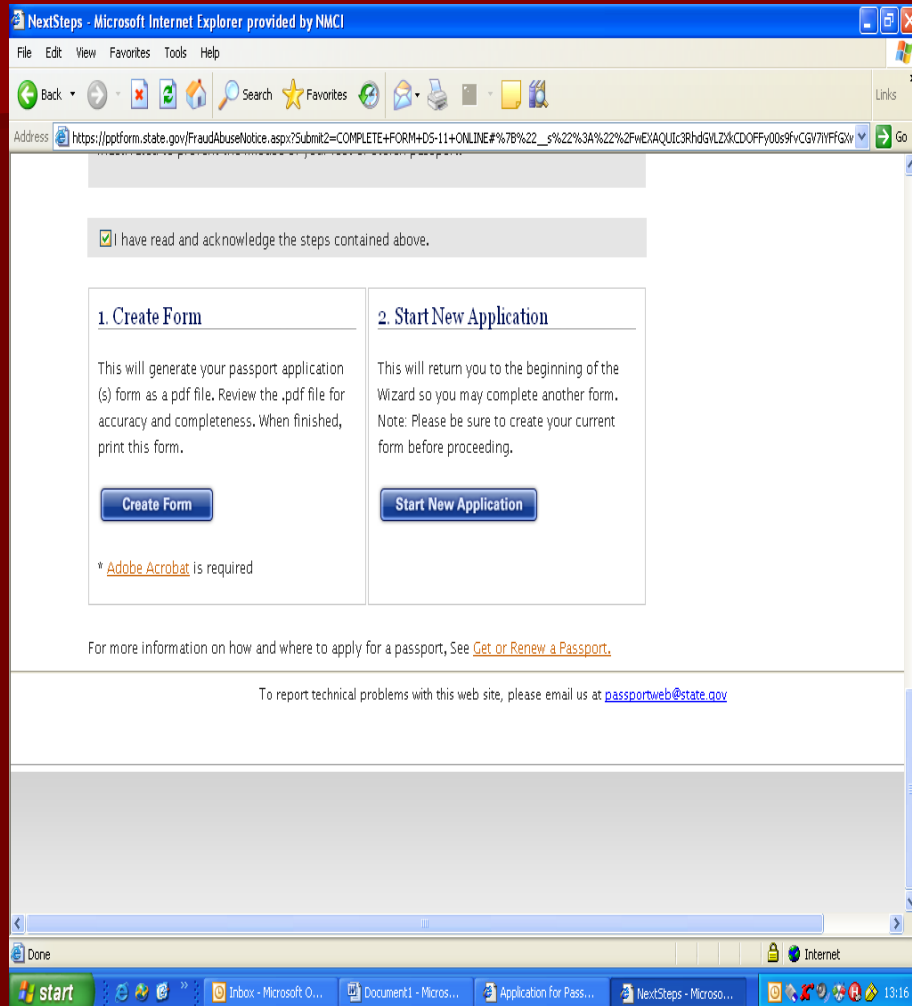 NextSteps - Microsoft Internet Explorer provided by NMCI
File Edit View Favorites Tools Help
Back Search Favorites Links
Address https://pptform.state.gov/FraudAbuseNotice.aspx?Submit2=COMPLETE+FORM+DS-11+ONLINE#%7B%22__s%22%3A%22%2FwEXAQUIc3RhdGVLZXkCDOFFy00s9fvCGV7iYFfGXw Go
I have read and acknowledge the steps contained above.
1. Create Form
This will generate your passport application
(s) form as a pdf file. Review the .pdf file for
accuracy and completeness. When finished,
print this form.
Create Form
* Adobe Acrobat is required
2. Start New Application
This will return you to the beginning of the
Wizard so you may complete another form.
Note: Please be sure to create your current
form before proceeding.
Start New Application
For more information on how and where to apply for a passport, See Get or Renew a Passport.
To report technical problems with this web site, please email us at passportweb@state.gov
Done Internet
start Inbox - Microsoft O... Document1 - Micros... Application for Pass... NextSteps - Microso... 13:16